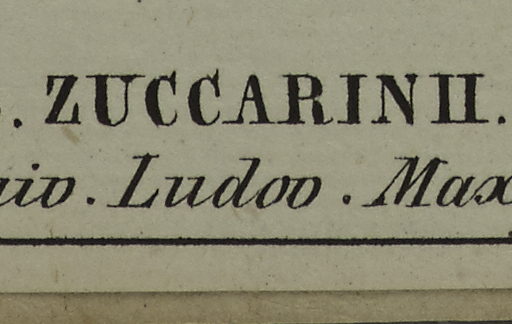 . ZUCCARINII.
. Ludov . Max